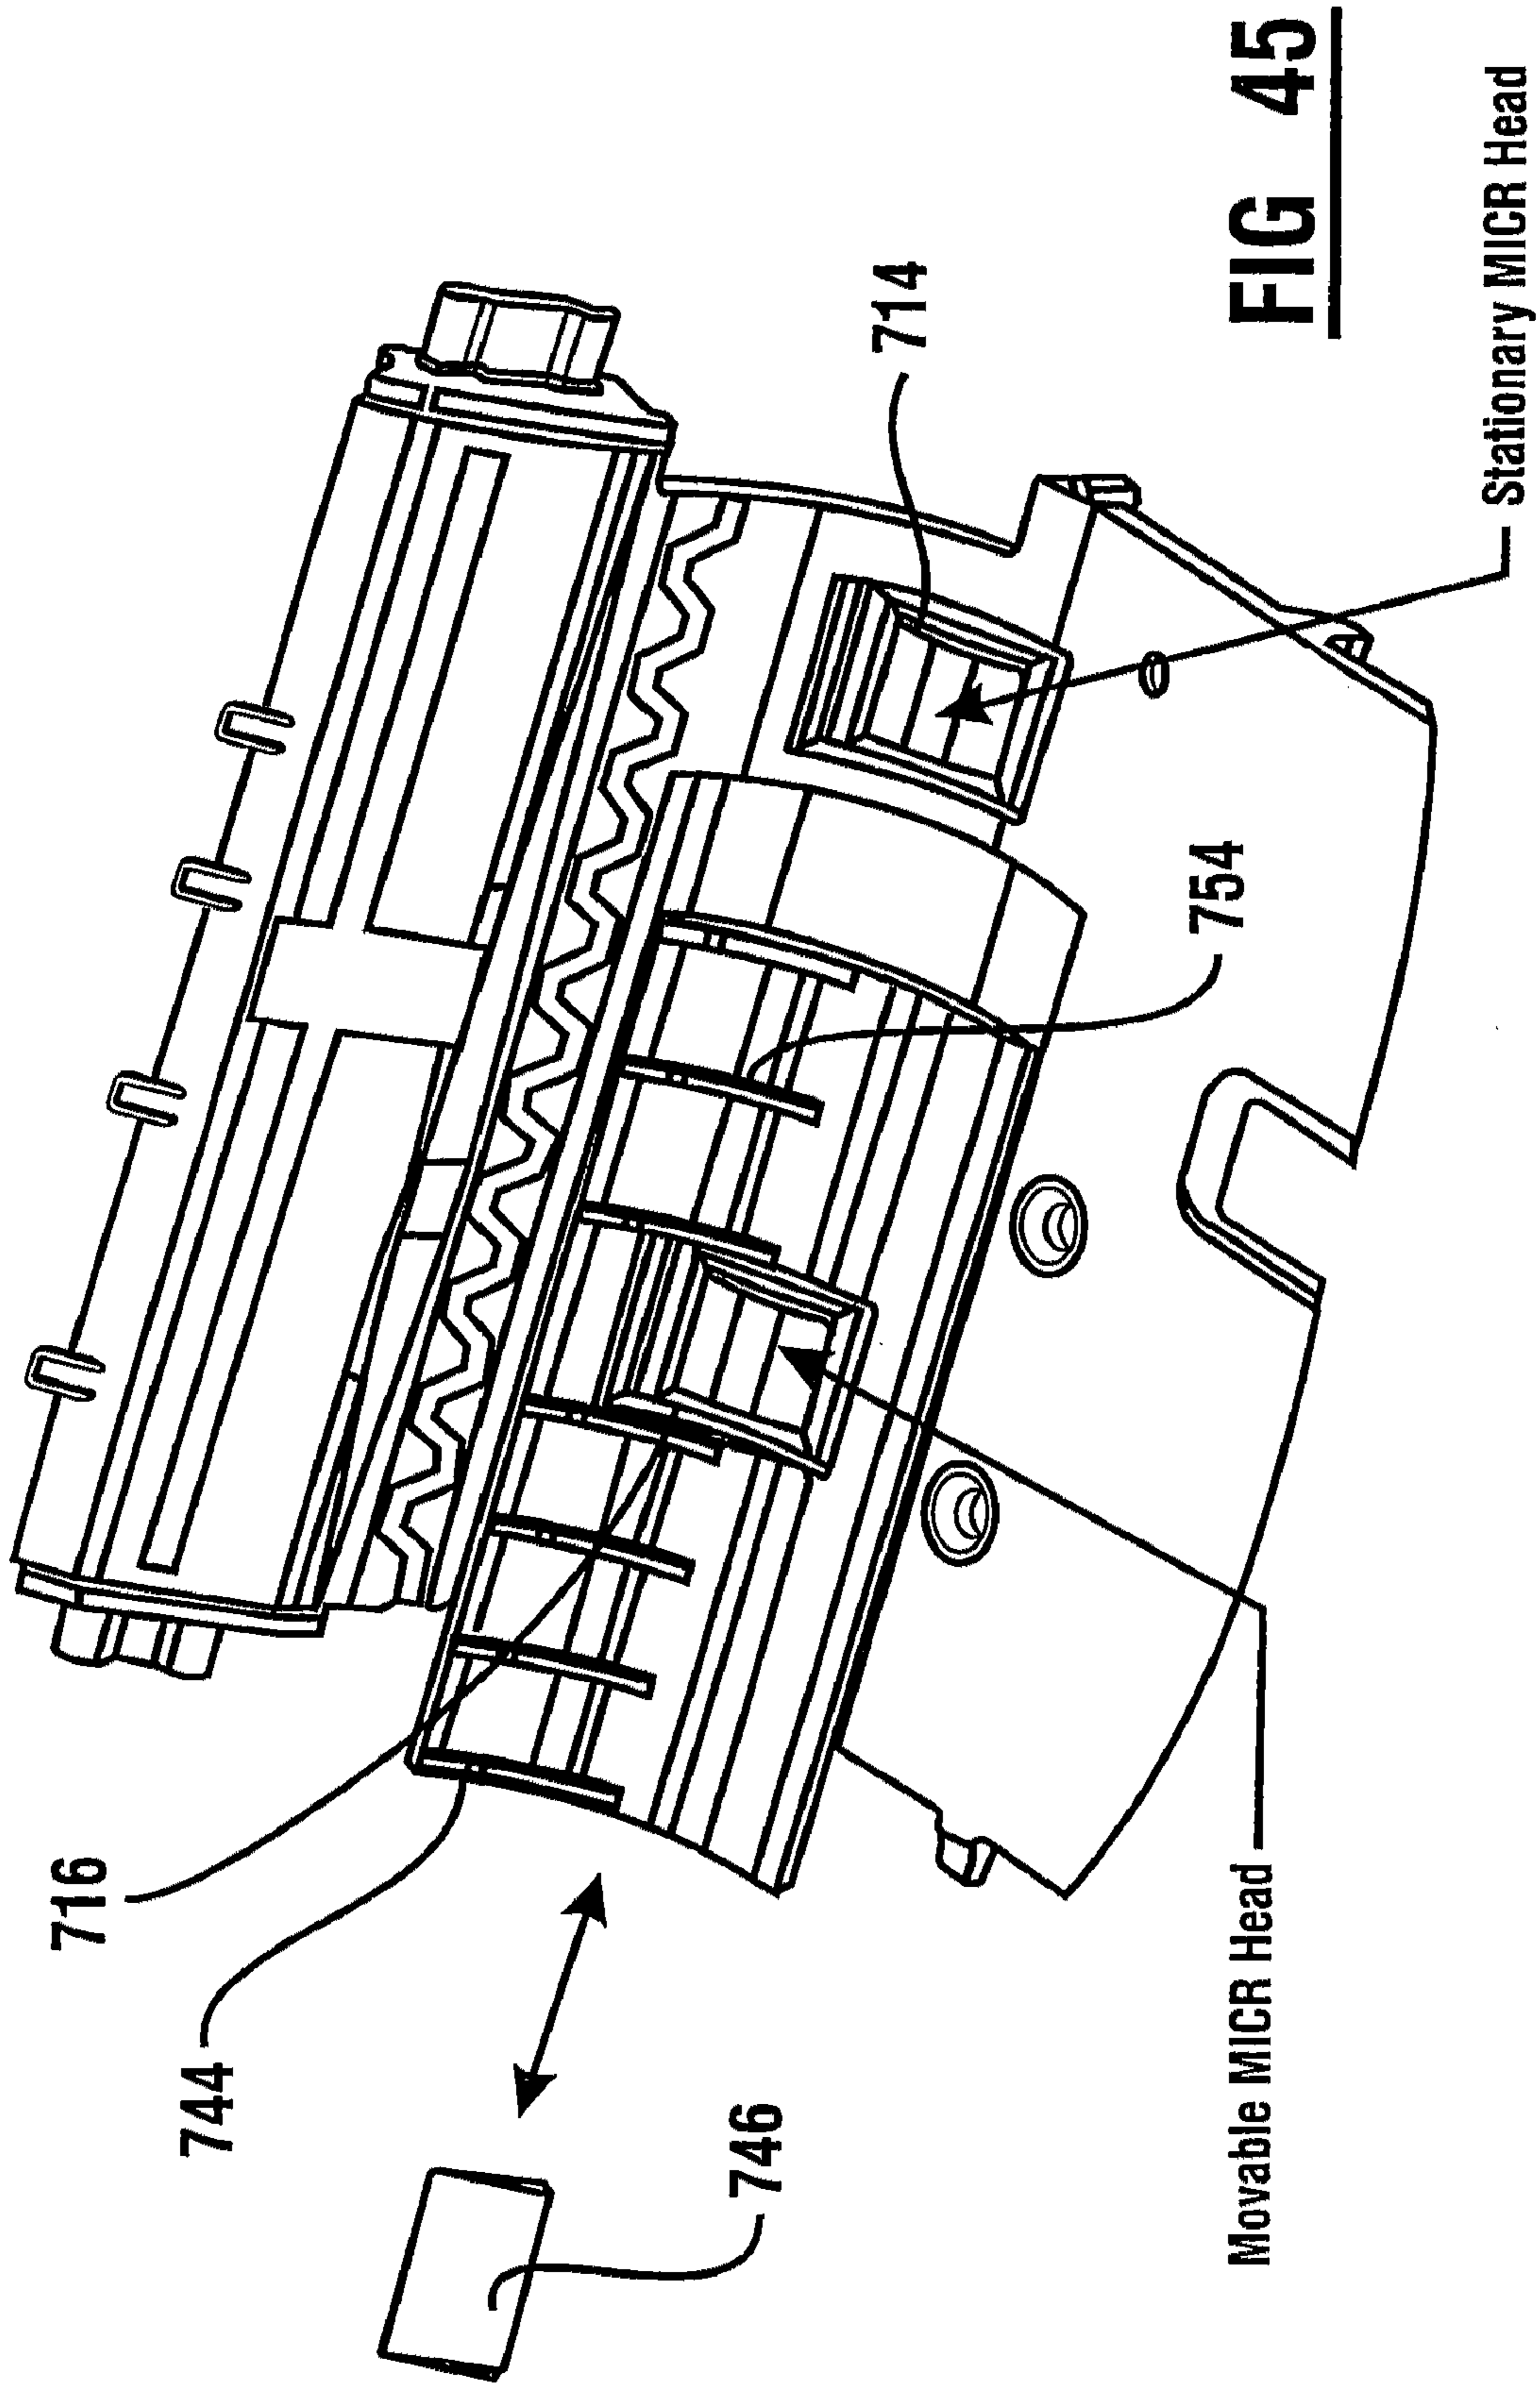 716
744
746
Movable MICR Head
754
714
FIG 45
Stationary MICR Head